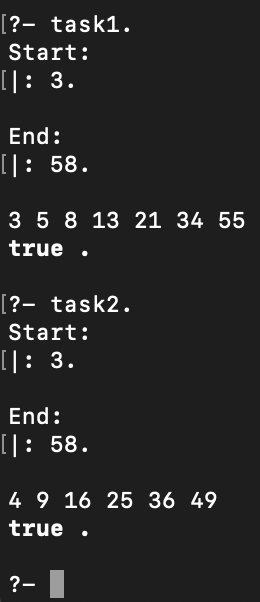 [?- task1.
Start:
[|: 3.
End:
[|: 58.
3 5 8 13 21 34 55
true .
[?- task2.
Start:
[|: 3.
End:
[|: 58.
4 9 16 25 36 49
true .
?-